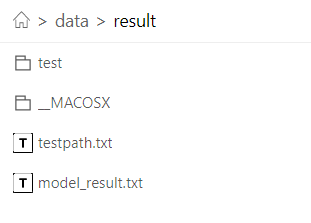 > data > result
test
__MACOSX
testpath.txt
model_result.txt